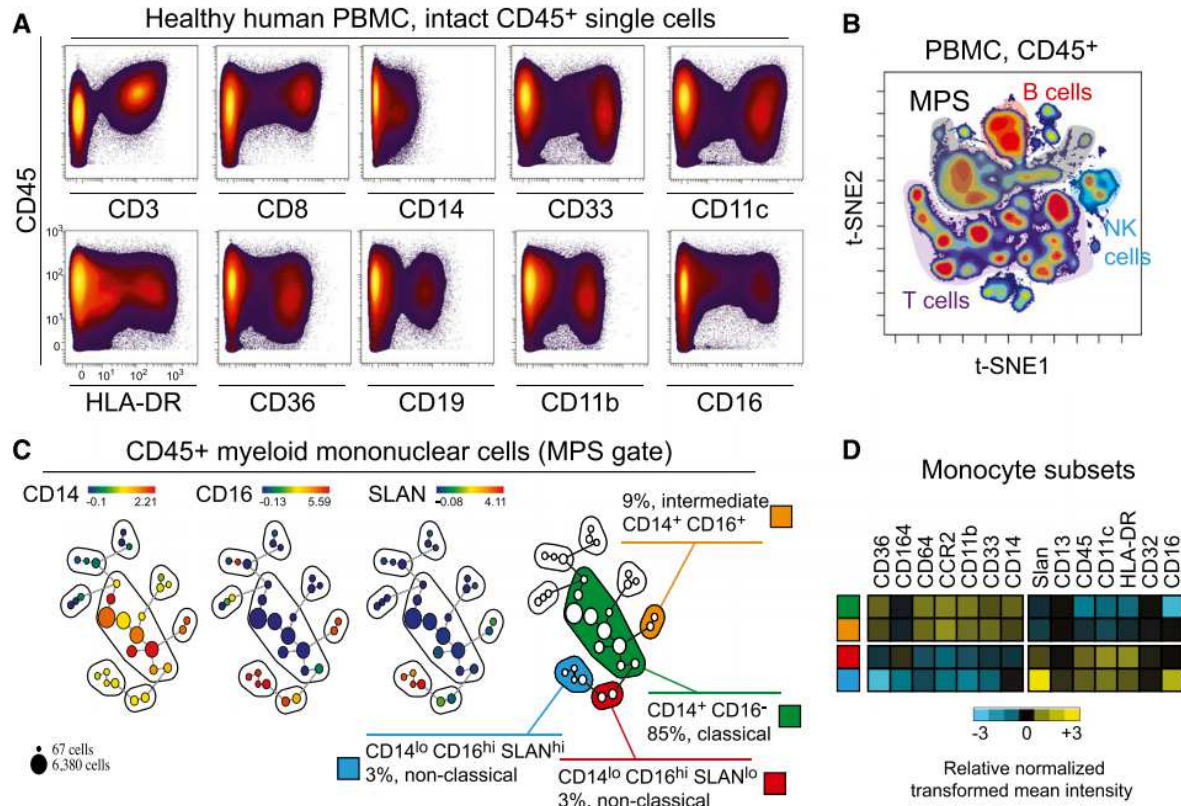 A
Healthy human PBMC, intact CD45⁺ single cells
CD45
CD3
CD8
CD14
CD33
CD11c
10³
10²
10¹
0
0 10¹ 10² 10³
HLA-DR
CD36
CD19
CD11b
CD16
B
PBMC, CD45⁺
MPS
B cells
NK
cells
T cells
t-SNE2
t-SNE1
C
CD45+ myeloid mononuclear cells (MPS gate)
CD14
-0.1 2.21
CD16
-0.13 5.59
SLAN
-0.08 4.11
9%, intermediate
CD14⁺ CD16⁺
CD14⁺ CD16⁻
85%, classical
CD14ˡᵒ CD16ʰⁱ SLANʰⁱ
3%, non-classical
CD14ˡᵒ CD16ʰⁱ SLANˡᵒ
3%, non-classical
67 cells
6,380 cells
D
Monocyte subsets
CD36
CD164
CD64
CCR2
CD11b
CD33
CD14
Slan
CD13
CD45
CD11c
HLA-DR
CD32
CD16
-3 0 +3
Relative normalized
transformed mean intensity